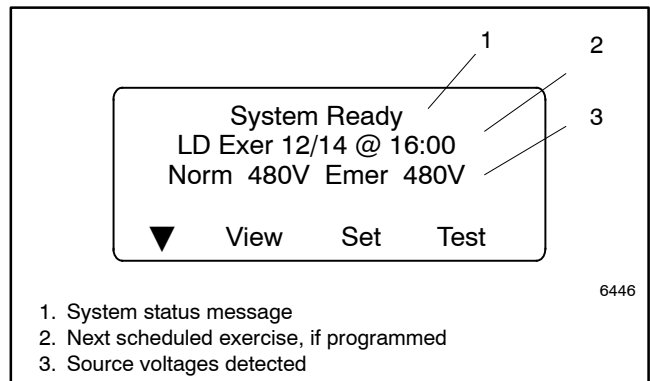 1
2
3
System Ready
LD Exer 12/14 @ 16:00
Norm 480V Emer 480V
▼ View Set Test
6446
1. System status message
2. Next scheduled exercise, if programmed
3. Source voltages detected